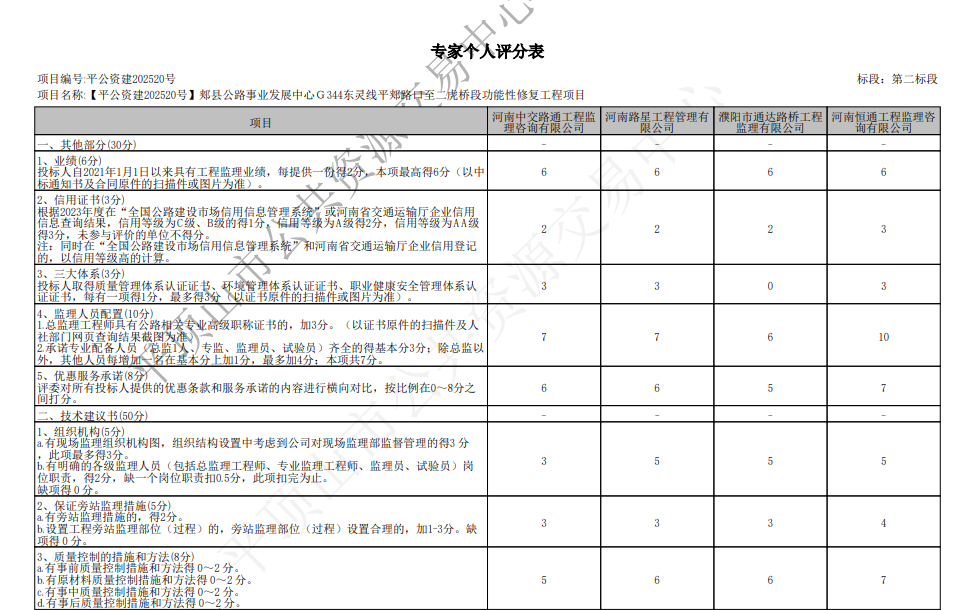 专家个人评分表
项目编号:平公资建202520号
标段：第二标段
项目名称:【平公资建202520号】郏县公路事业发展中心G344东灵线平郏路口至二虎桥段功能性修复工程项目
项目
河南中交路通工程监
理咨询有限公司
河南路星工程管理有
限公司
濮阳市通达路桥工程
监理有限公司
河南恒通工程监理咨
询有限公司
一、其他部分(30分)
- - - -
1、业绩(6分)
投标人自2021年1月1日以来具有工程监理业绩，每提供一份得2分，本项最高得6分（以中
标通知书及合同原件的扫描件或图片为准）。
6 6 6 6
2、信用证书(3分)
根据2023年度在“全国公路建设市场信用信息管理系统”或河南省交通运输厅企业信用
信息查询结果，信用等级为C级、B级的得1分，信用等级为A级得2分，信用等级为AA级
得3分，未参与评价的单位不得分。
注：同时在“全国公路建设市场信用信息管理系统”和河南省交通运输厅企业信用登记
的，以信用等级高的计算。
2 2 2 3
3、三大体系(3分)
投标人取得质量管理体系认证证书、环境管理体系认证证书、职业健康安全管理体系认
证证书，每有一项得1分，最多得3分（以证书原件的扫描件或图片为准）。
3 3 0 3
4、监理人员配置(10分)
1.总监理工程师具有公路相关专业高级职称证书的，加3分。（以证书原件的扫描件及人
社部门网页查询结果截图为准）
2.承诺专业配备人员（总监1人、专监、监理员、试验员）齐全的得基本分3分；除总监以
外，其他人员每增加一名在基本分上加1分，最多加4分；本项共7分。
7 7 6 10
5、优惠服务承诺(8分)
评委对所有投标人提供的优惠条款和服务承诺的内容进行横向对比，按比例在0～8分之
间打分。
6 6 5 7
二、技术建议书(50分)
- - - -
1、组织机构(5分)
a.有现场监理组织机构图，组织结构设置中考虑到公司对现场监理部监督管理的得3 分
，此项最多得3分。
b.有明确的各级监理人员（包括总监理工程师、专业监理工程师、监理员、试验员）岗
位职责，得2分，缺一个岗位职责扣0.5分，此项扣完为止。
缺项得 0 分。
3 5 5 5
2、保证旁站监理措施(5分)
a.有旁站监理措施的，得2分。
b.设置工程旁站监理部位（过程）的，旁站监理部位（过程）设置合理的，加1-3分。缺
项得 0 分。
3 3 3 4
3、质量控制的措施和方法(8分)
a.有事前质量控制措施和方法得 0～2 分。
b.有原材料质量控制措施和方法得 0～2 分。
c.有事中质量控制措施和方法得 0～2 分。
d.有事后质量控制措施和方法得 0～2 分。
5 6 6 7
平顶山市公共资源交易中心
平顶山市公共资源交易中心